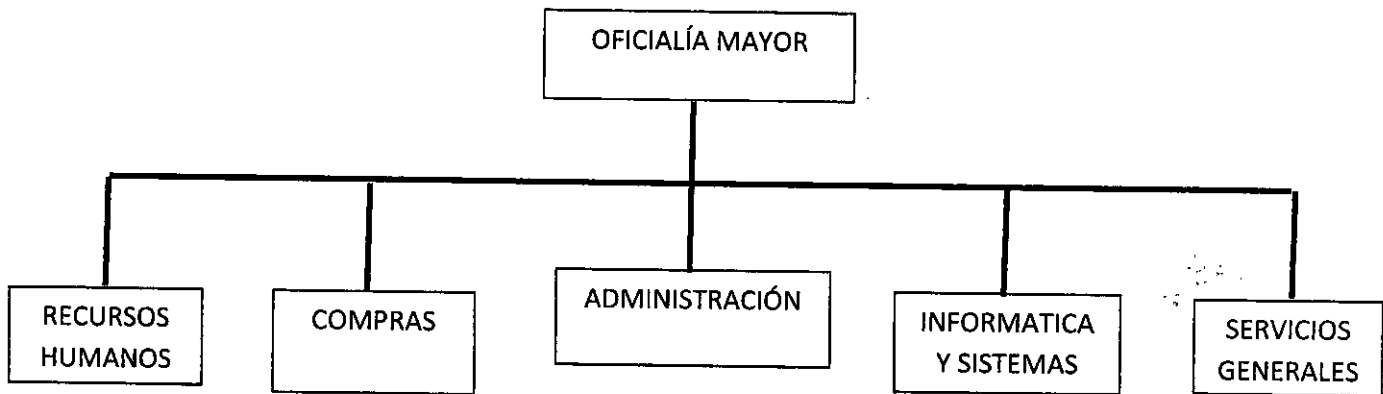 OFICIALÍA MAYOR
RECURSOS
HUMANOS
COMPRAS
ADMINISTRACIÓN
INFORMATICA
Y SISTEMAS
SERVICIOS
GENERALES